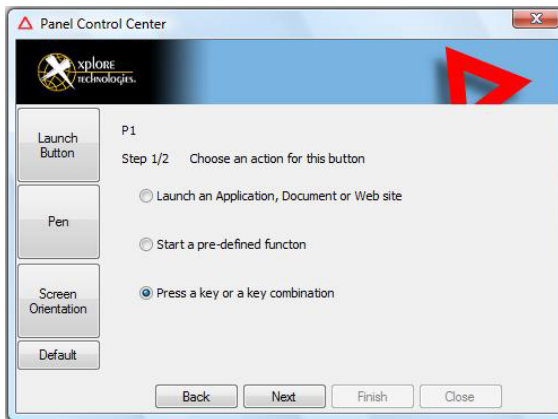 Panel Control Center
xplore
technologies.
Launch
Button
Pen
Screen
Orientation
Default
P1
Step 1/2 Choose an action for this button
Launch an Application, Document or Web site
Start a pre-defined functon
Press a key or a key combination
Back Next Finish Close